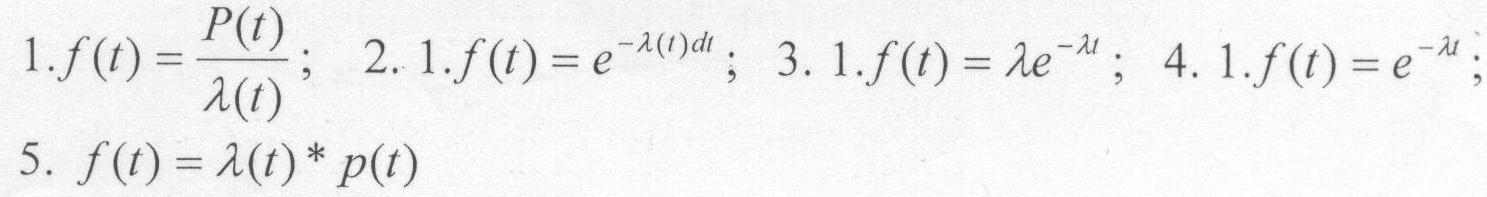 1. f(t) = P(t)/λ(t); 2. 1. f(t) = e^{-λ(t)dt}; 3. 1. f(t) = λe^{-λt}; 4. 1. f(t) = e^{-λt};
5. f(t) = λ(t) * p(t)